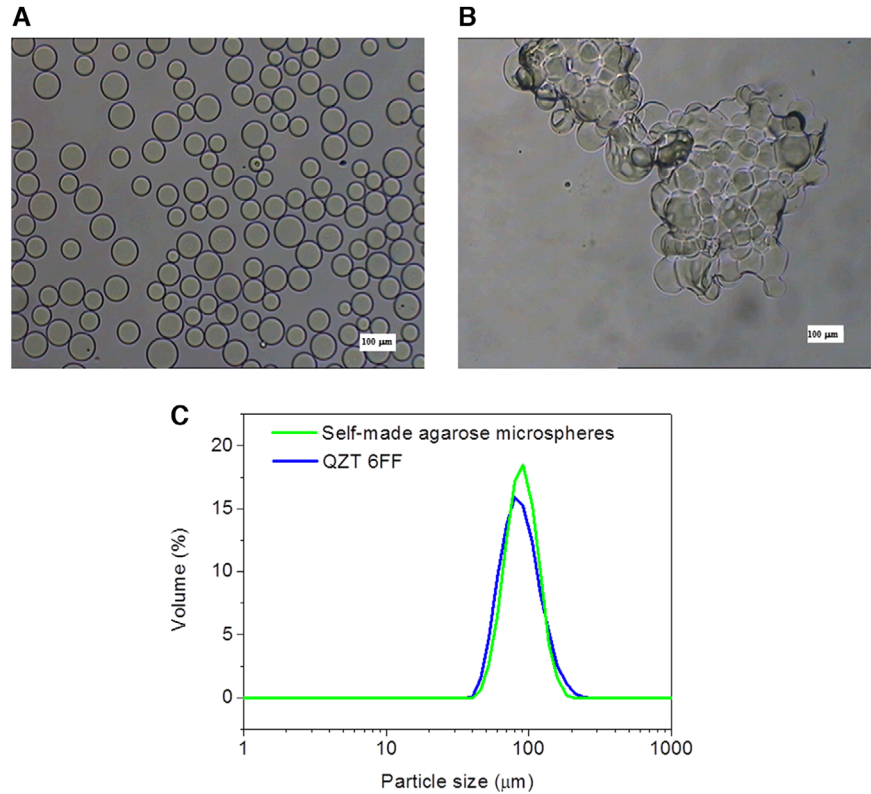 A
B
100 μm
100 μm
C
Self-made agarose microspheres
QZT 6FF
20
15
10
5
0
Volume (%)
1
10
100
1000
Particle size (μm)